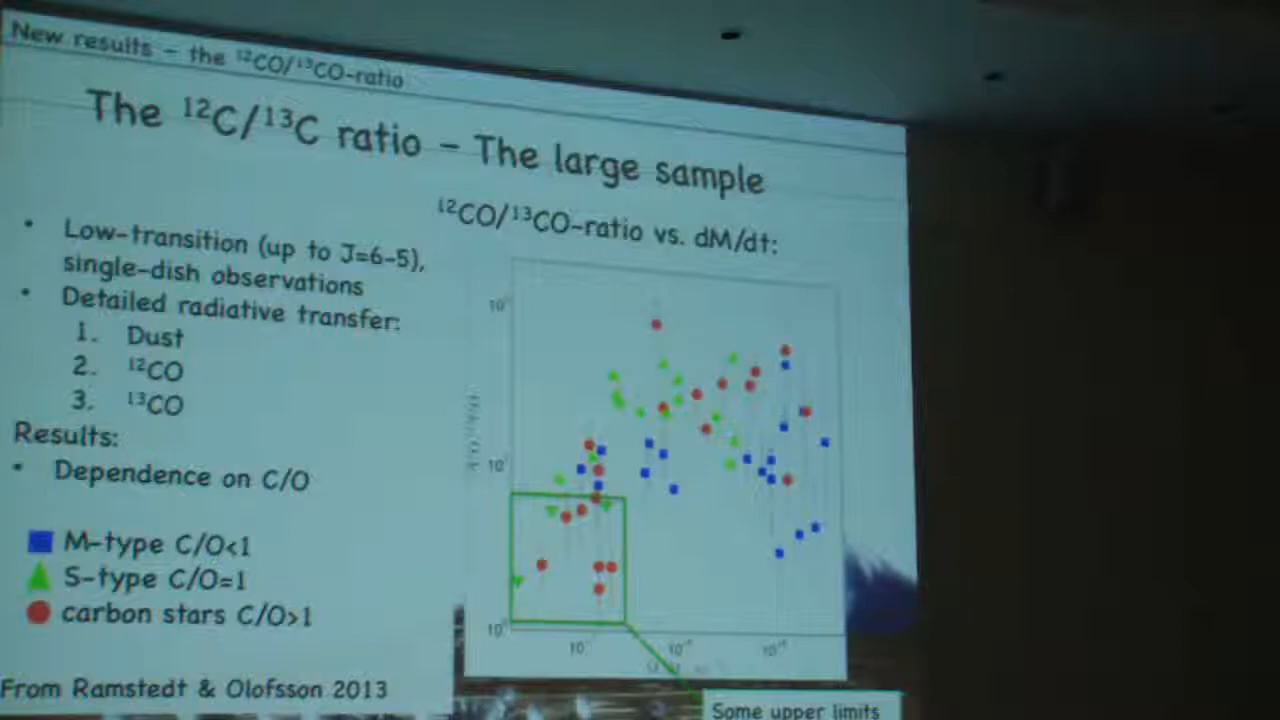 New results – the ¹²CO/¹³CO-ratio
The ¹²C/¹³C ratio – The large sample
¹²CO/¹³CO-ratio vs. dM/dt:
• Low-transition (up to J=6-5),
single-dish observations
• Detailed radiative transfer:
1. Dust
2. ¹²CO
3. ¹³CO
Results:
• Dependence on C/O
M-type C/O<1
S-type C/O=1
carbon stars C/O>1
From Ramstedt & Olofsson 2013
Some upper limits